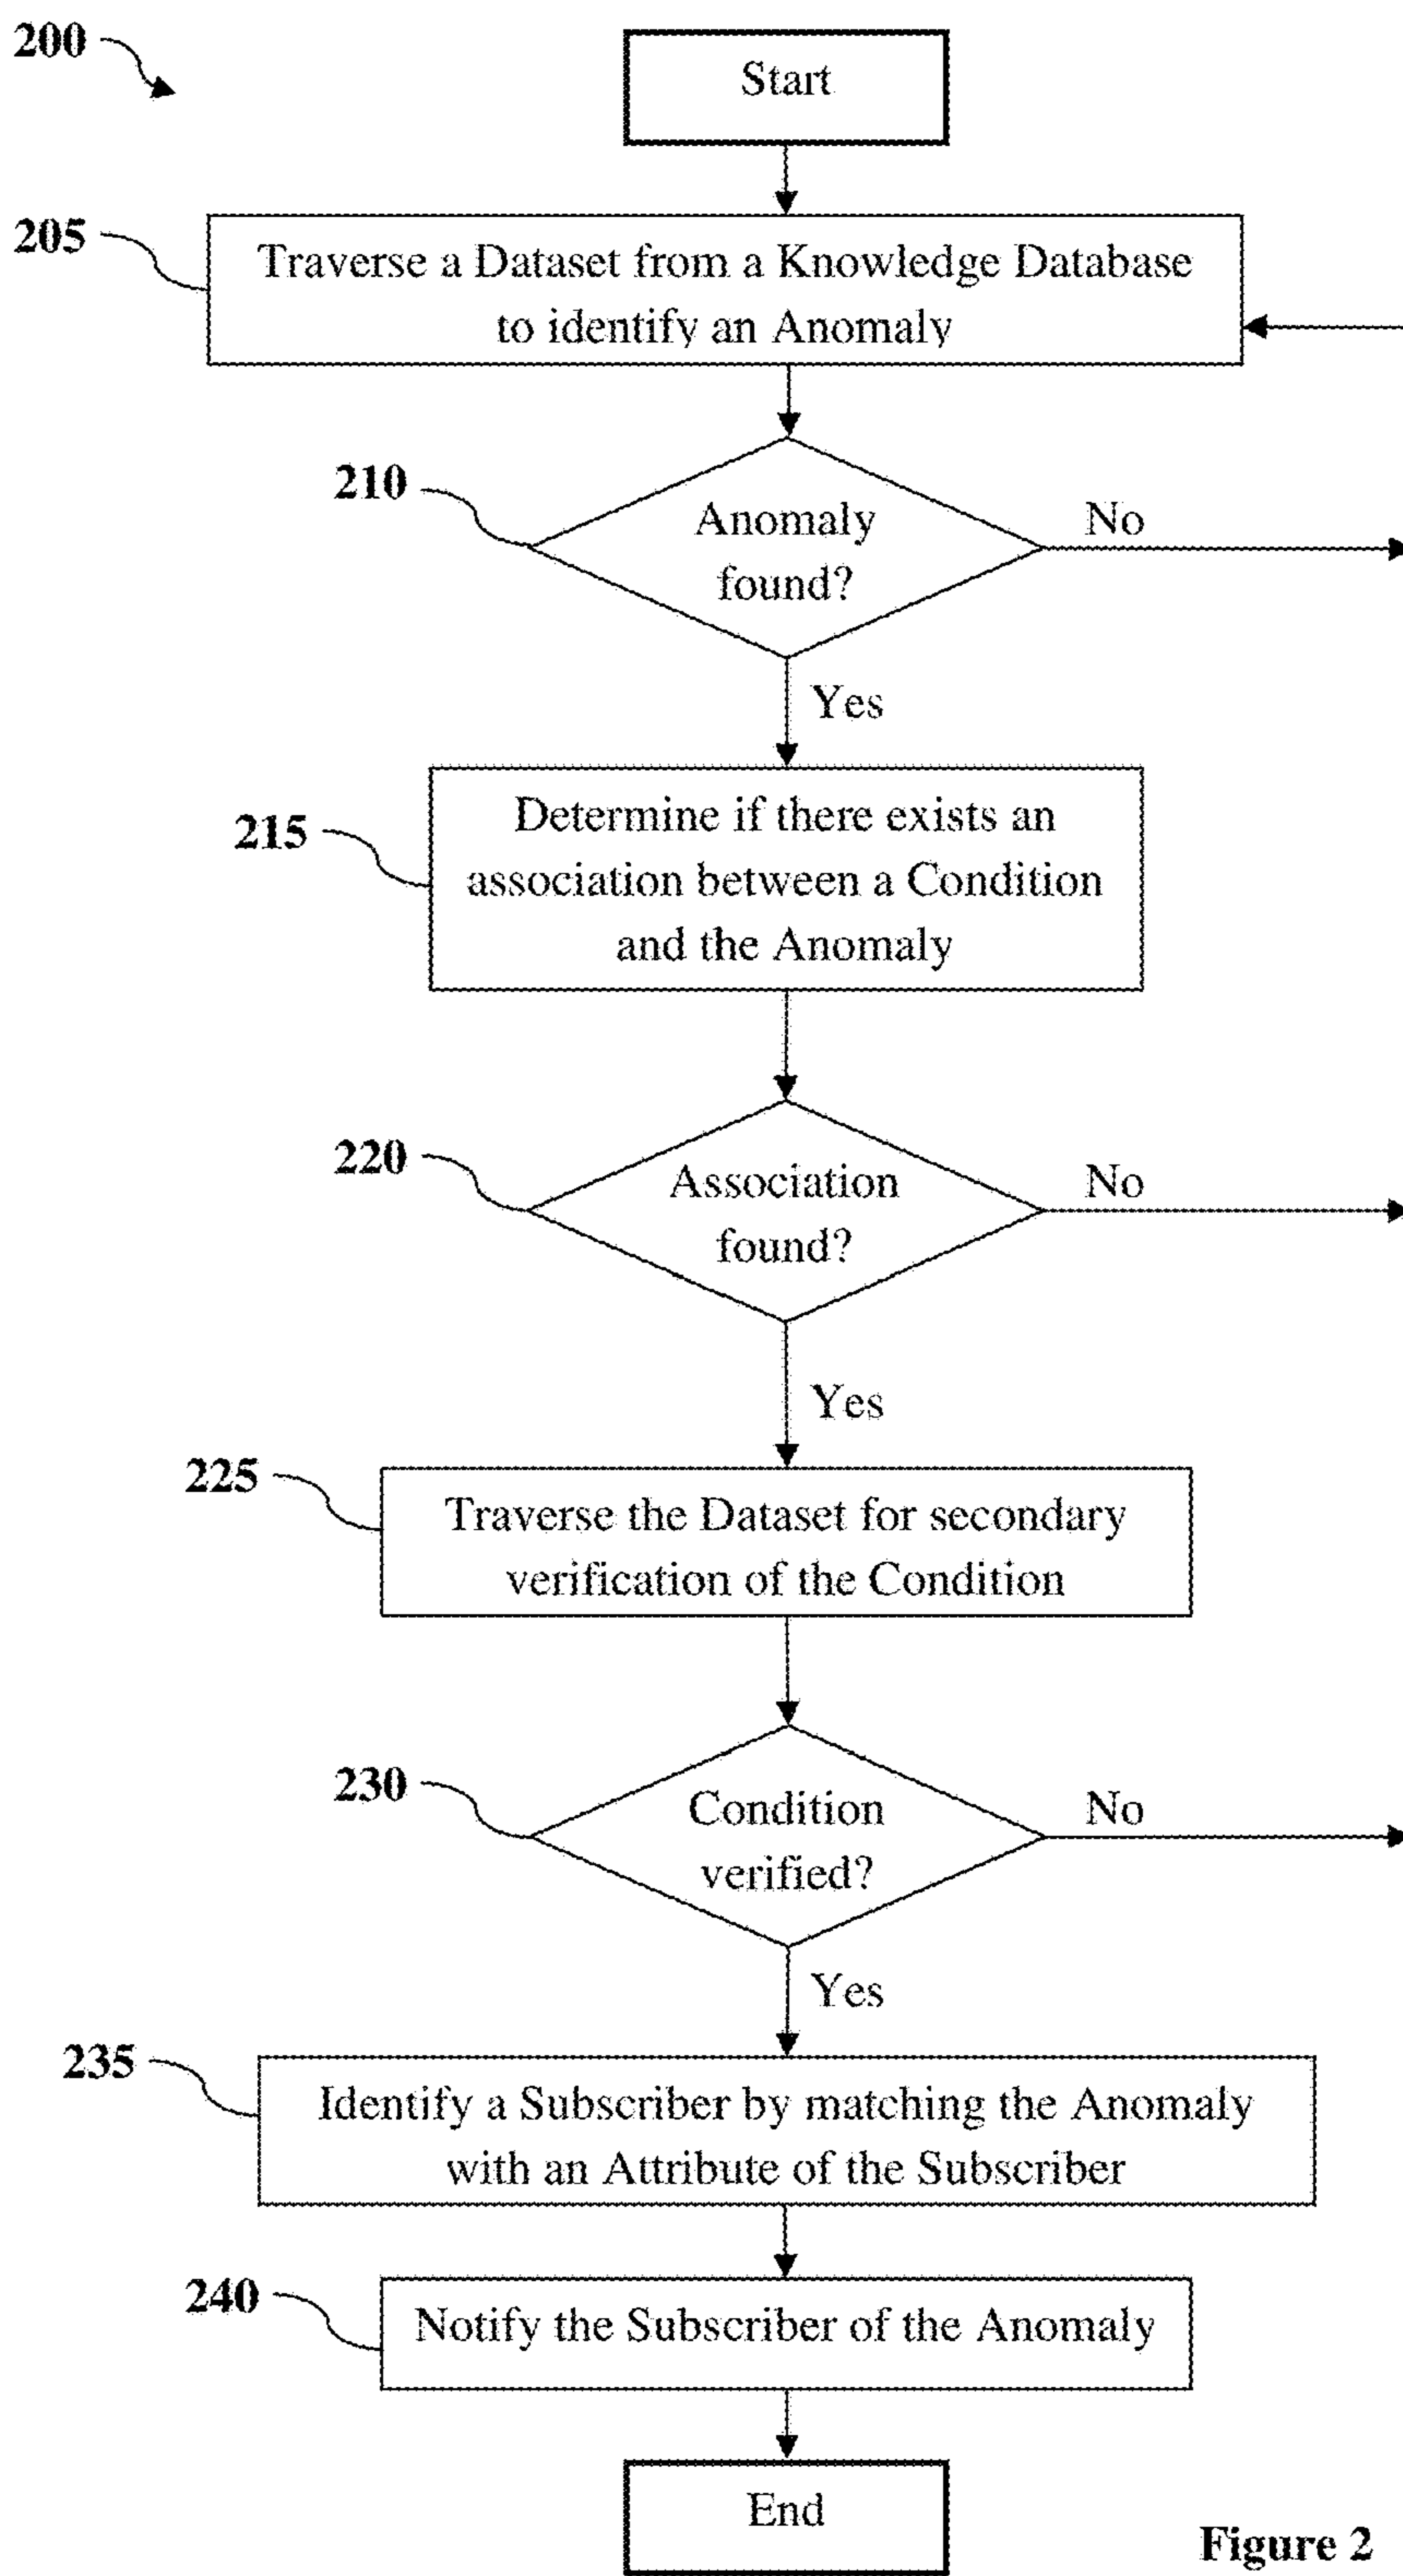 200
Start
205
Traverse a Dataset from a Knowledge Database
to identify an Anomaly
210
Anomaly
found?
No
Yes
215
Determine if there exists an
association between a Condition
and the Anomaly
220
Association
found?
No
Yes
225
Traverse the Dataset for secondary
verification of the Condition
230
Condition
verified?
No
Yes
235
Identify a Subscriber by matching the Anomaly
with an Attribute of the Subscriber
240
Notify the Subscriber of the Anomaly
End
Figure 2